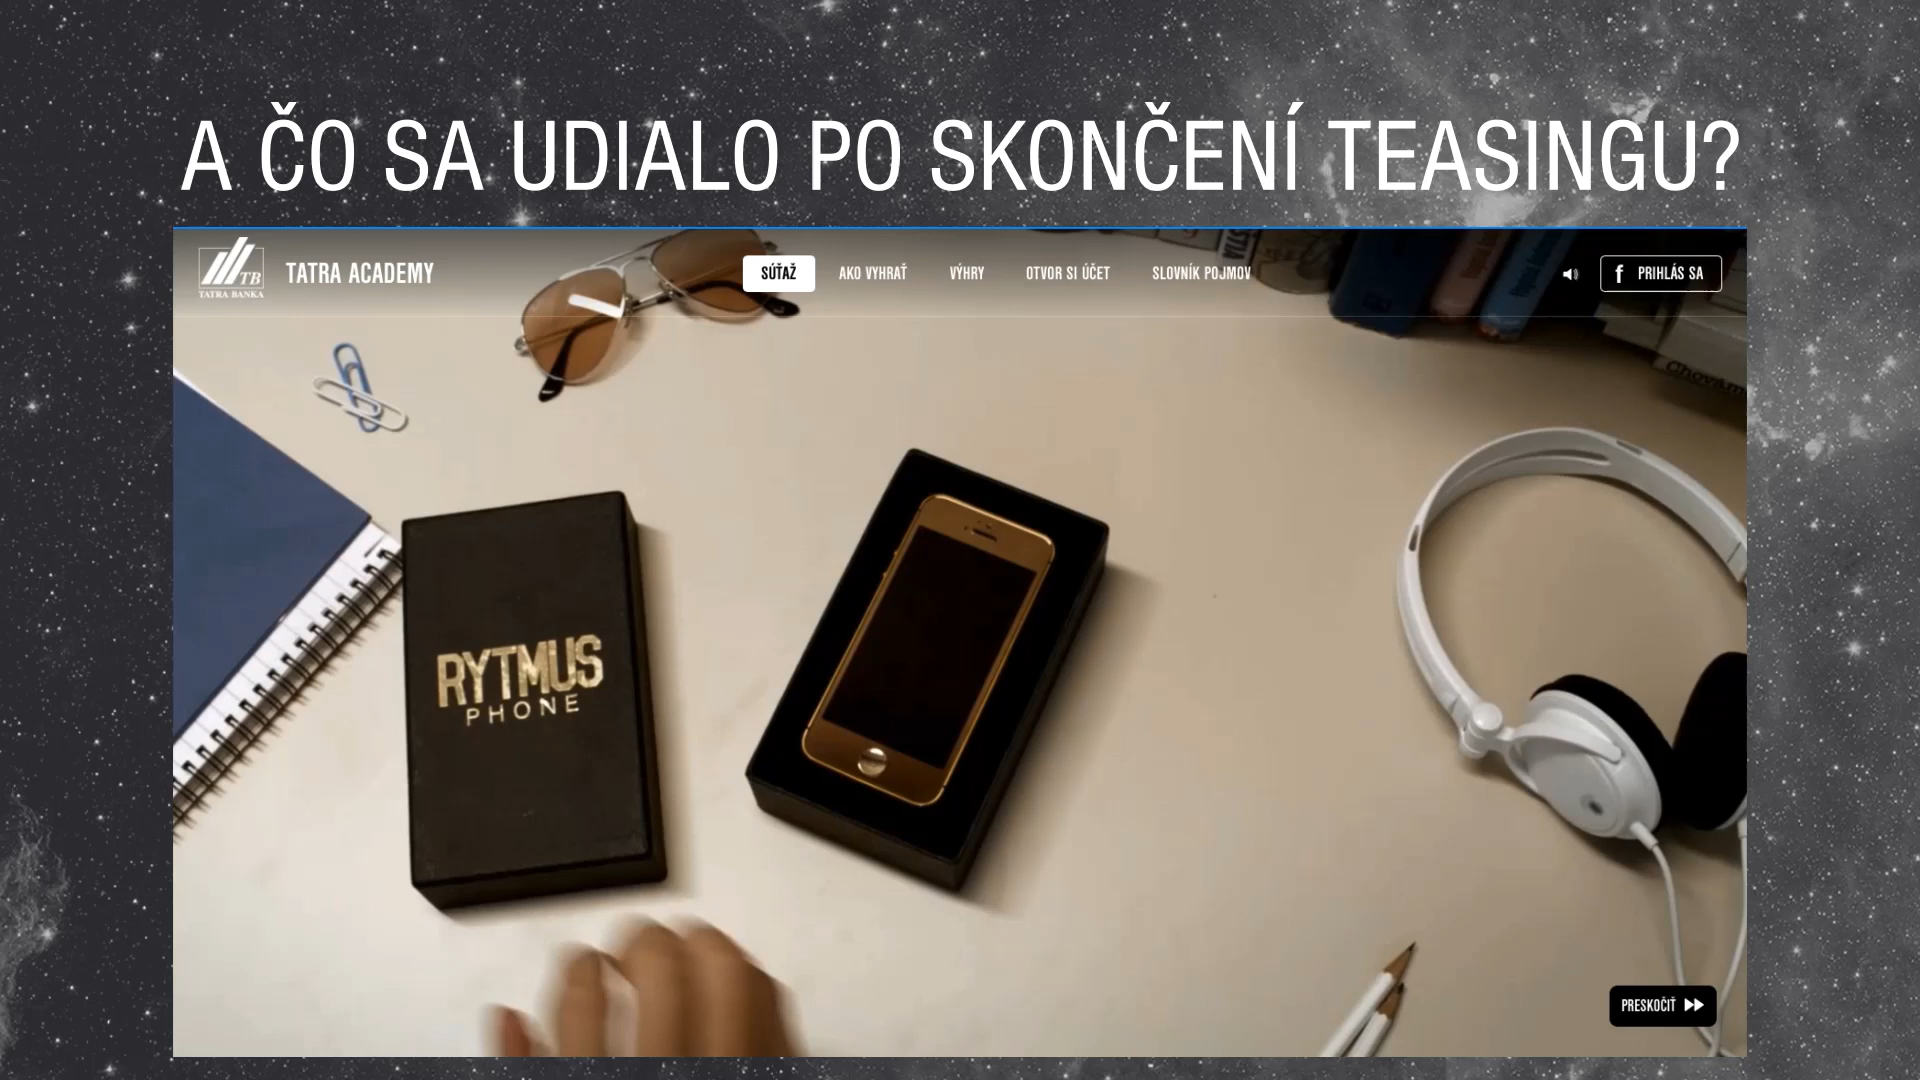 A ČO SA UDIALO PO SKONČENÍ TEASINGU?
TB
TATRA BANKA
TATRA ACADEMY
SÚŤAŽ
AKO VYHRAŤ
VÝHRY
OTVOR SI ÚČET
SLOVNÍK POJMOV
f PRIHLÁS SA
Chovám
RYTMUS
PHONE
PRESKOČIŤ